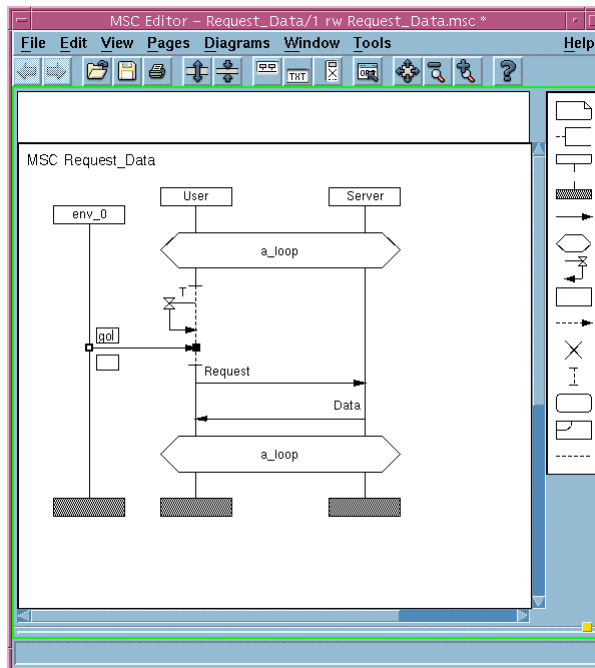 MSC Editor – Request_Data/1 rw Request_Data.msc *
File Edit View Pages Diagrams Window Tools Help
TXT
MSC Request_Data
User Server
env_0
a_loop
T
gol
Request
Data
a_loop